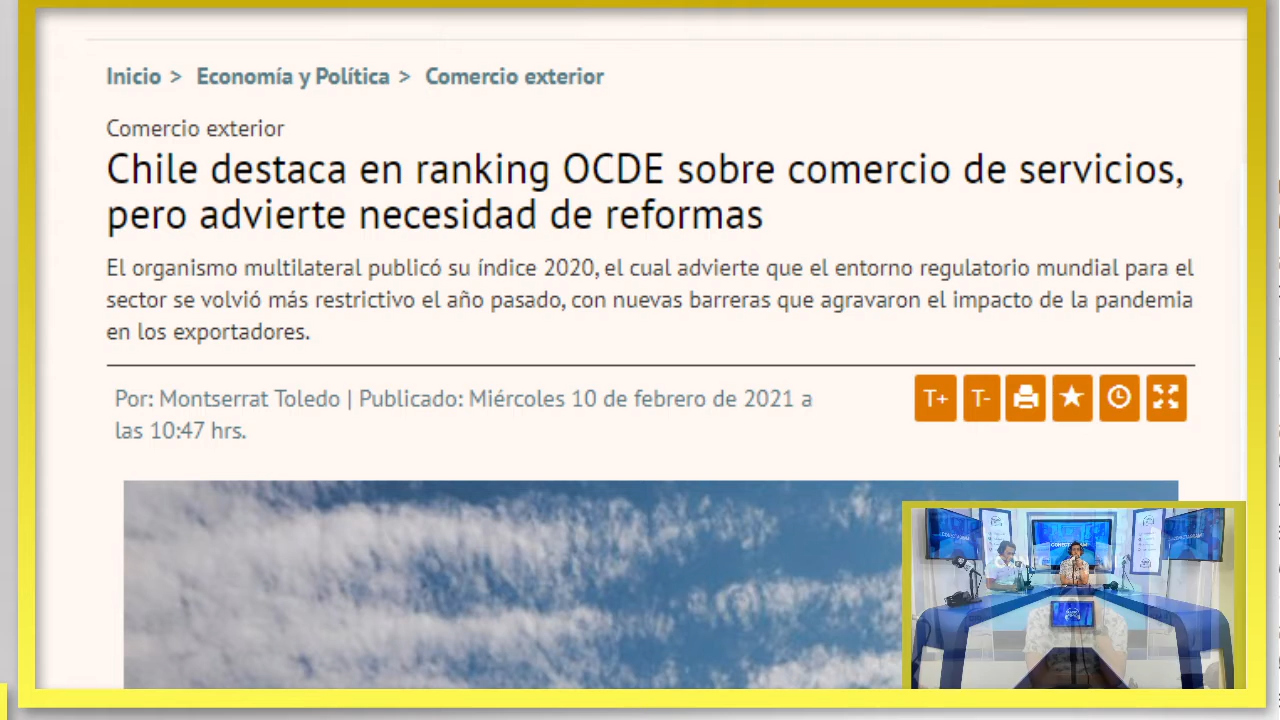 Inicio > Economía y Política > Comercio exterior
Comercio exterior
Chile destaca en ranking OCDE sobre comercio de servicios,
pero advierte necesidad de reformas
El organismo multilateral publicó su índice 2020, el cual advierte que el entorno regulatorio mundial para el
sector se volvió más restrictivo el año pasado, con nuevas barreras que agravaron el impacto de la pandemia
en los exportadores.
Por: Montserrat Toledo | Publicado: Miércoles 10 de febrero de 2021 a
las 10:47 hrs.
T+ T-